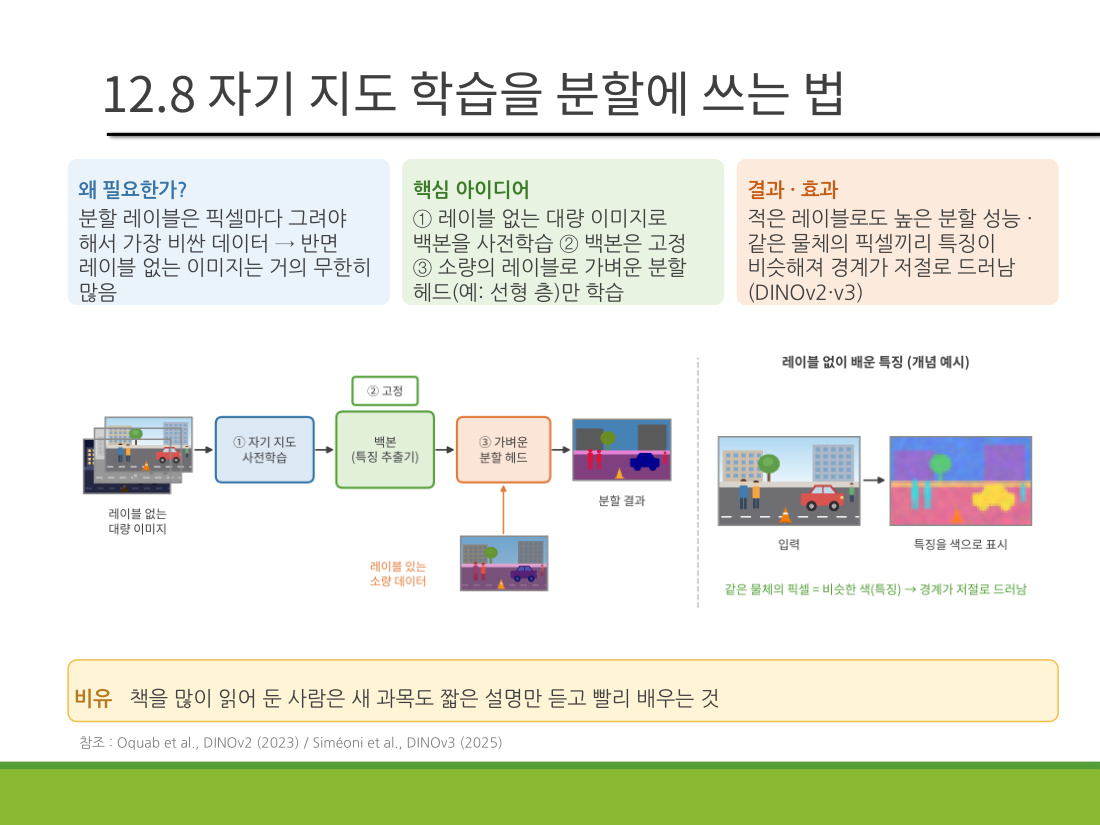 12.8 자기 지도 학습을 분할에 쓰는 법
왜 필요한가?
분할 레이블은 픽셀마다 그려야
해서 가장 비싼 데이터 → 반면
레이블 없는 이미지는 거의 무한히
많음
핵심 아이디어
① 레이블 없는 대량 이미지로
백본을 사전학습 ② 백본은 고정
③ 소량의 레이블로 가벼운 분할
헤드(예: 선형 층)만 학습
결과 · 효과
적은 레이블로도 높은 분할 성능 ·
같은 물체의 픽셀끼리 특징이
비슷해져 경계가 저절로 드러남
(DINOv2·v3)
레이블 없는
대량 이미지
① 자기 지도
사전학습
② 고정
백본
(특징 추출기)
③ 가벼운
분할 헤드
분할 결과
레이블 있는
소량 데이터
레이블 없이 배운 특징 (개념 예시)
입력
특징을 색으로 표시
같은 물체의 픽셀 = 비슷한 색(특징) → 경계가 저절로 드러남
비유 책을 많이 읽어 둔 사람은 새 과목도 짧은 설명만 듣고 빨리 배우는 것
참조 : Oquab et al., DINOv2 (2023) / Siméoni et al., DINOv3 (2025)